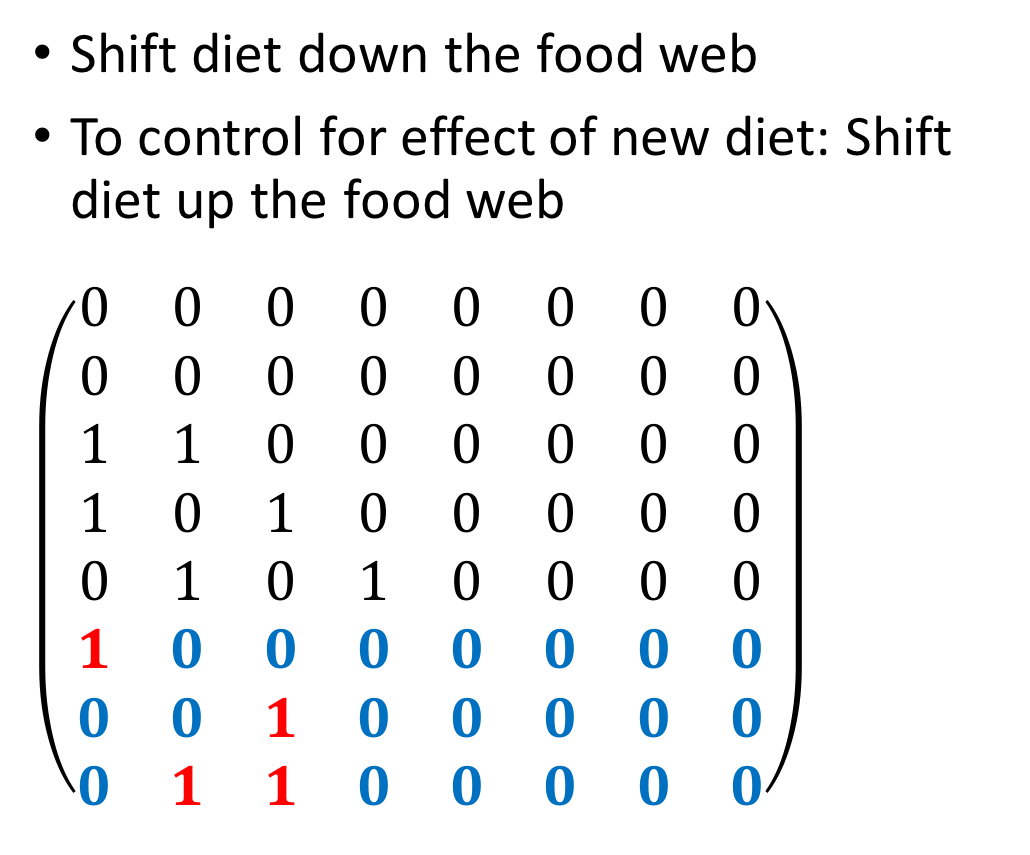 • Shift diet down the food web
• To control for effect of new diet: Shift
diet up the food web
0 0 0 0 0 0 0 0
0 0 0 0 0 0 0 0
1 1 0 0 0 0 0 0
1 0 1 0 0 0 0 0
0 1 0 1 0 0 0 0
1 0 0 0 0 0 0 0
0 0 1 0 0 0 0 0
0 1 1 0 0 0 0 0